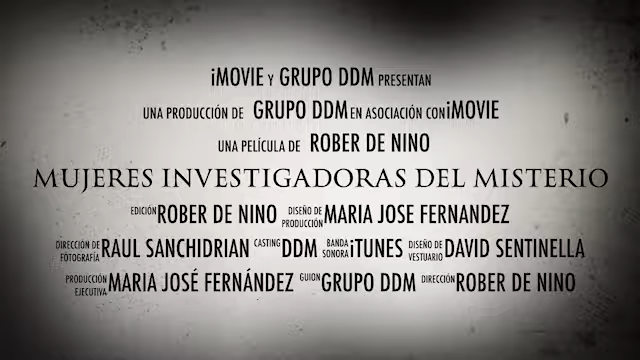 iMOVIE Y GRUPO DDM PRESENTAN
UNA PRODUCCIÓN DE GRUPO DDM EN ASOCIACIÓN CON iMOVIE
UNA PELÍCULA DE ROBER DE NINO
MUJERES INVESTIGADORAS DEL MISTERIO
EDICIÓN ROBER DE NINO DISEÑO DE PRODUCCIÓN MARIA JOSE FERNANDEZ
DIRECCIÓN DE FOTOGRAFÍA RAUL SANCHIDRIAN CASTING DDM BANDA SONORA iTUNES DISEÑO DE VESTUARIO DAVID SENTINELLA
PRODUCCIÓN EJECUTIVA MARIA JOSÉ FERNÁNDEZ GUION GRUPO DDM DIRECCIÓN ROBER DE NINO